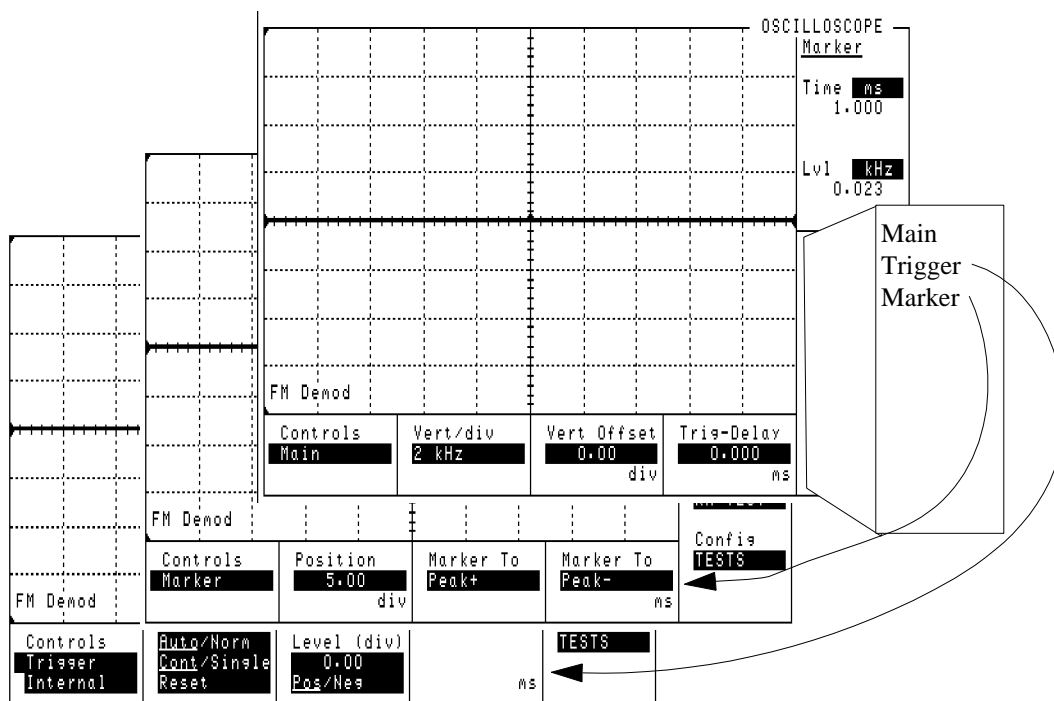 OSCILLOSCOPE
Marker
Time ms
1.000
Lvl kHz
0.023
Main
Trigger
Marker
FM Demod
Controls Vert/div Vert Offset Trig-Delay
Main 2 kHz 0.00 0.000
div ms
FM Demod
Config
TESTS
Controls Position Marker To Marker To
Marker 5.00 Peak+ Peak-
div ms
FM Demod
Controls Auto/Norm Level (div) TESTS
Trigger Cont/Single 0.00
Internal Reset Pos/Neg ms